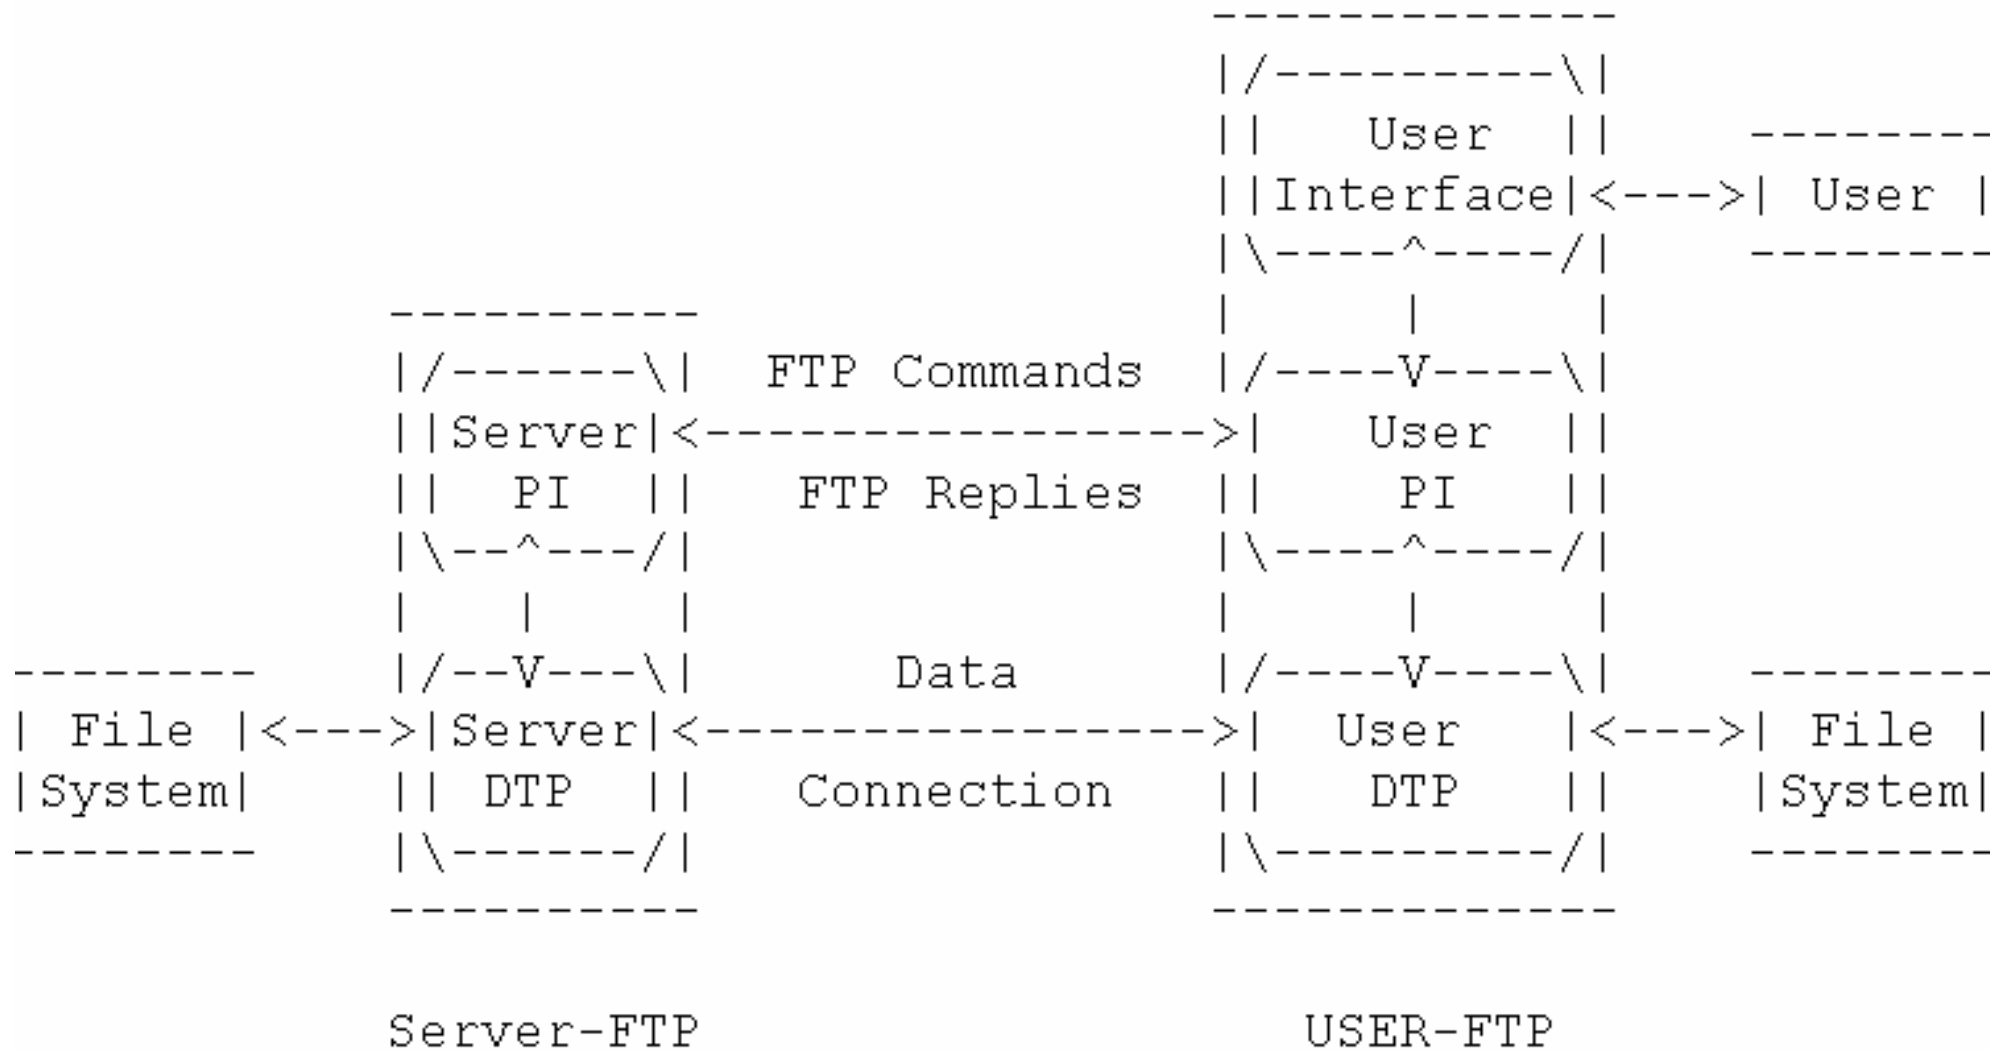 User
Interface
User
FTP Commands
Server
User
PI
FTP Replies
PI
Data
File
Server
User
File
System
DTP
Connection
DTP
System
Server-FTP
USER-FTP